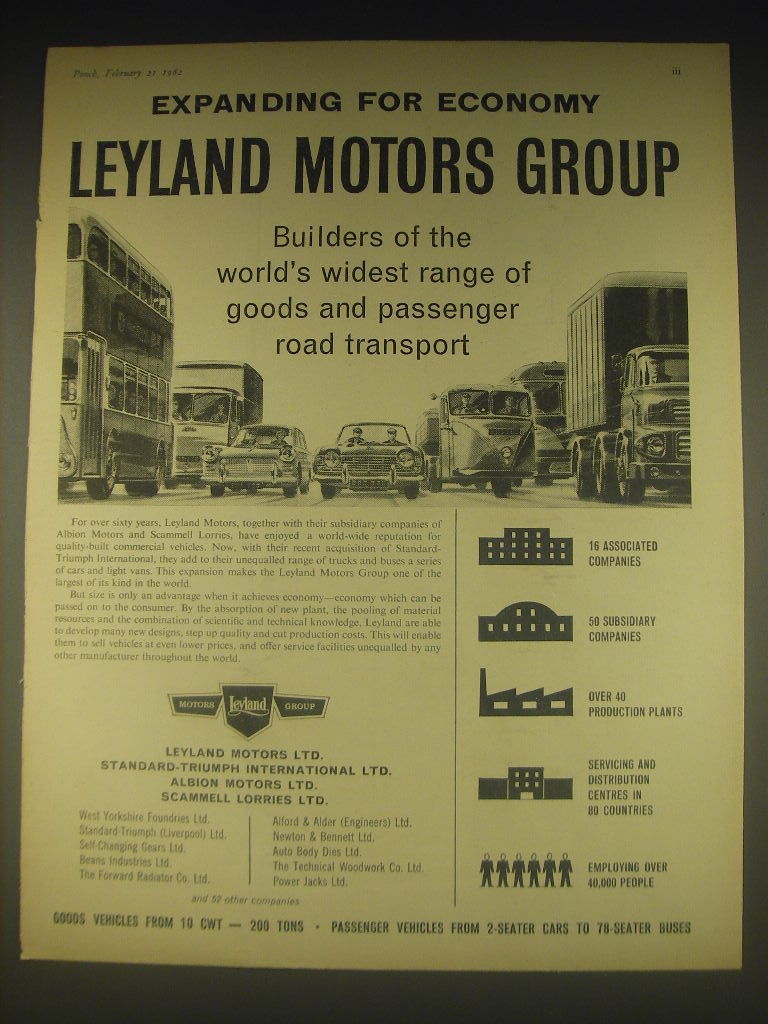 Punch, February 21 1962
iii
EXPANDING FOR ECONOMY
LEYLAND MOTORS GROUP
Builders of the
world's widest range of
goods and passenger
road transport
For over sixty years, Leyland Motors, together with their subsidiary companies of
Albion Motors and Scammell Lorries, have enjoyed a world-wide reputation for
quality-built commercial vehicles. Now, with their recent acquisition of Standard-
Triumph International, they add to their unequalled range of trucks and buses a series
of cars and light vans. This expansion makes the Leyland Motors Group one of the
largest of its kind in the world.
But size is only an advantage when it achieves economy—economy which can be
passed on to the consumer. By the absorption of new plant, the pooling of material
resources and the combination of scientific and technical knowledge, Leyland are able
to develop many new designs, step up quality and cut production costs. This will enable
them to sell vehicles at even lower prices, and offer service facilities unequalled by any
other manufacturer throughout the world.
MOTORS Leyland GROUP
LEYLAND MOTORS LTD.
STANDARD-TRIUMPH INTERNATIONAL LTD.
ALBION MOTORS LTD.
SCAMMELL LORRIES LTD.
West Yorkshire Foundries Ltd.
Standard-Triumph (Liverpool) Ltd.
Self-Changing Gears Ltd.
Beans Industries Ltd.
The Forward Radiator Co. Ltd.
Alford & Alder (Engineers) Ltd.
Newton & Bennett Ltd.
Auto Body Dies Ltd.
The Technical Woodwork Co. Ltd.
Power Jacks Ltd.
and 52 other companies
16 ASSOCIATED
COMPANIES
50 SUBSIDIARY
COMPANIES
OVER 40
PRODUCTION PLANTS
SERVICING AND
DISTRIBUTION
CENTRES IN
80 COUNTRIES
EMPLOYING OVER
40,000 PEOPLE
GOODS VEHICLES FROM 10 CWT — 200 TONS · PASSENGER VEHICLES FROM 2-SEATER CARS TO 78-SEATER BUSES